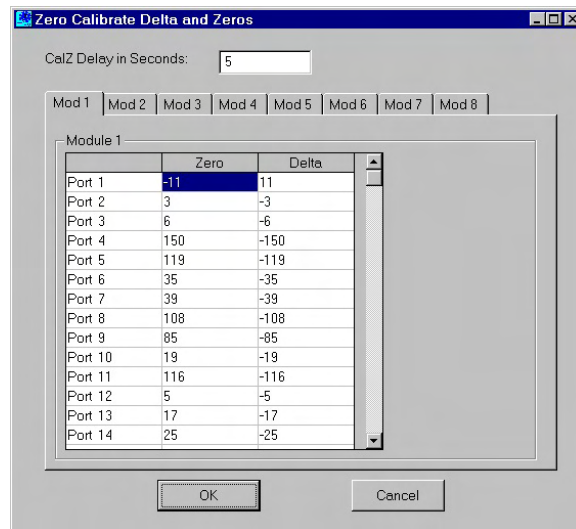 Zero Calibrate Delta and Zeros
CalZ Delay in Seconds: 5
Mod 1 Mod 2 Mod 3 Mod 4 Mod 5 Mod 6 Mod 7 Mod 8
Module 1
Zero Delta
Port 1 -11 11
Port 2 3 -3
Port 3 6 -6
Port 4 150 -150
Port 5 119 -119
Port 6 35 -35
Port 7 39 -39
Port 8 108 -108
Port 9 85 -85
Port 10 19 -19
Port 11 116 -116
Port 12 5 -5
Port 13 17 -17
Port 14 25 -25
OK Cancel